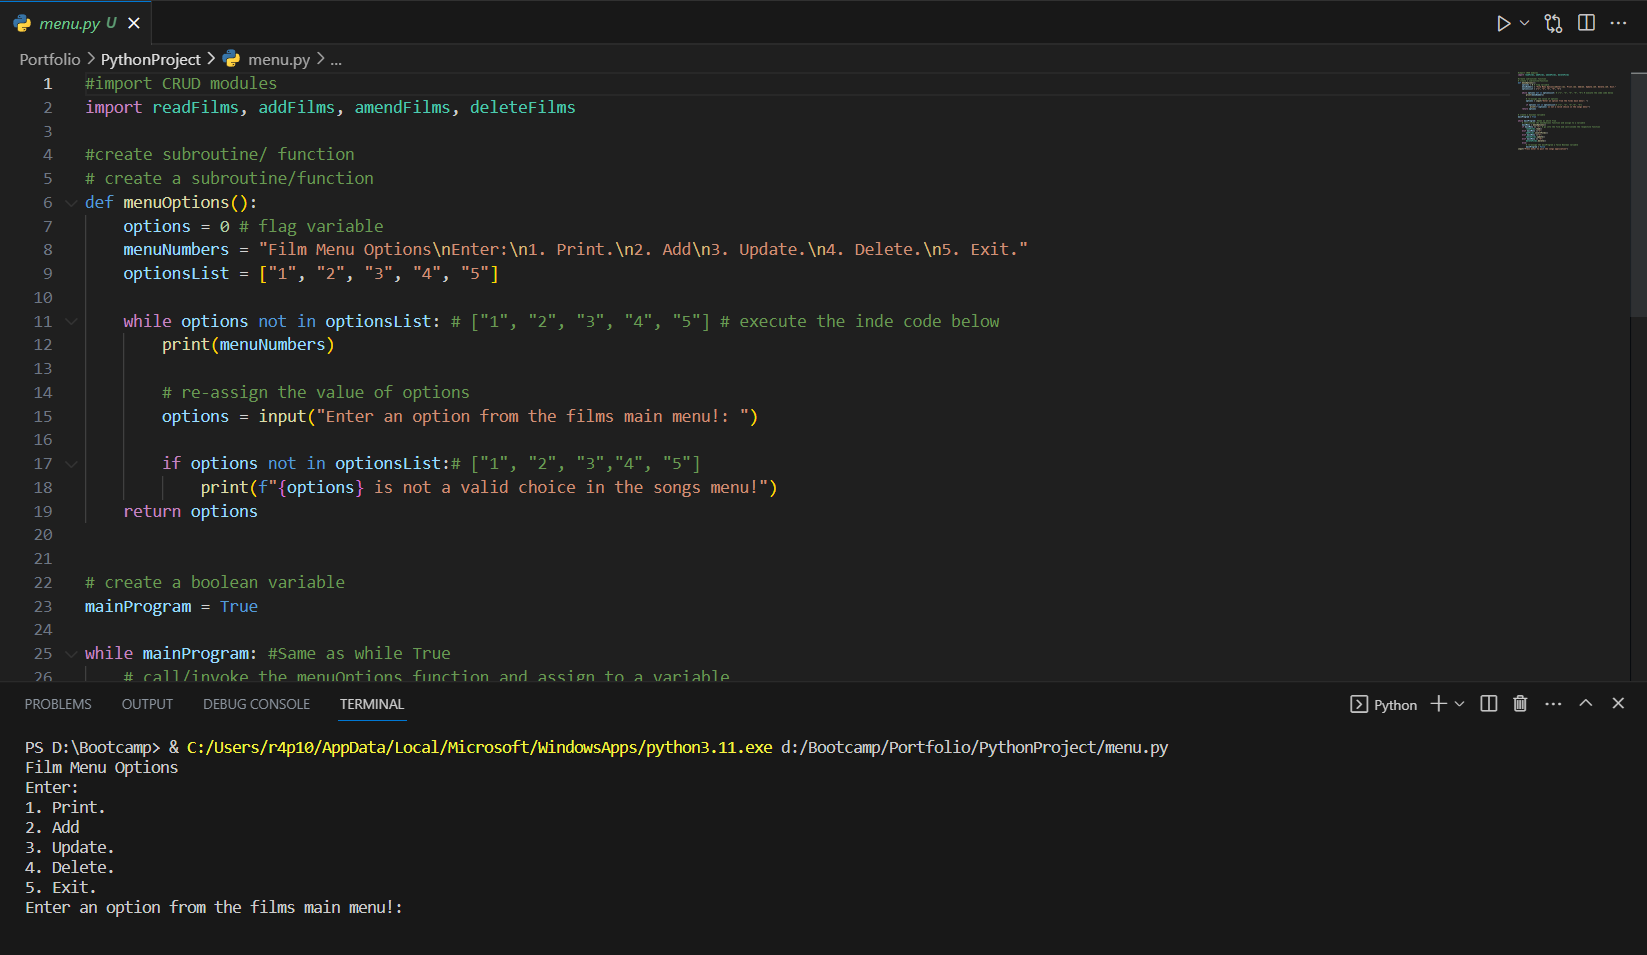 menu.py U
Portfolio > PythonProject > menu.py > ...
1 #import CRUD modules
2 import readFilms, addFilms, amendFilms, deleteFilms
3
4 #create subroutine/ function
5 # create a subroutine/function
6 def menuOptions():
7     options = 0 # flag variable
8     menuNumbers = "Film Menu Options\nEnter:\n1. Print.\n2. Add\n3. Update.\n4. Delete.\n5. Exit."
9     optionsList = ["1", "2", "3", "4", "5"]
10
11     while options not in optionsList: # ["1", "2", "3", "4", "5"] # execute the inde code below
12         print(menuNumbers)
13
14         # re-assign the value of options
15         options = input("Enter an option from the films main menu!: ")
16
17         if options not in optionsList:# ["1", "2", "3","4", "5"]
18             print(f"{options} is not a valid choice in the songs menu!")
19     return options
20
21
22 # create a boolean variable
23 mainProgram = True
24
25 while mainProgram: #Same as while True
26     # call/invoke the menuOptions function and assign to a variable
PROBLEMS OUTPUT DEBUG CONSOLE TERMINAL Python
PS D:\Bootcamp> & C:/Users/r4p10/AppData/Local/Microsoft/WindowsApps/python3.11.exe d:/Bootcamp/Portfolio/PythonProject/menu.py
Film Menu Options
Enter:
1. Print.
2. Add
3. Update.
4. Delete.
5. Exit.
Enter an option from the films main menu!: